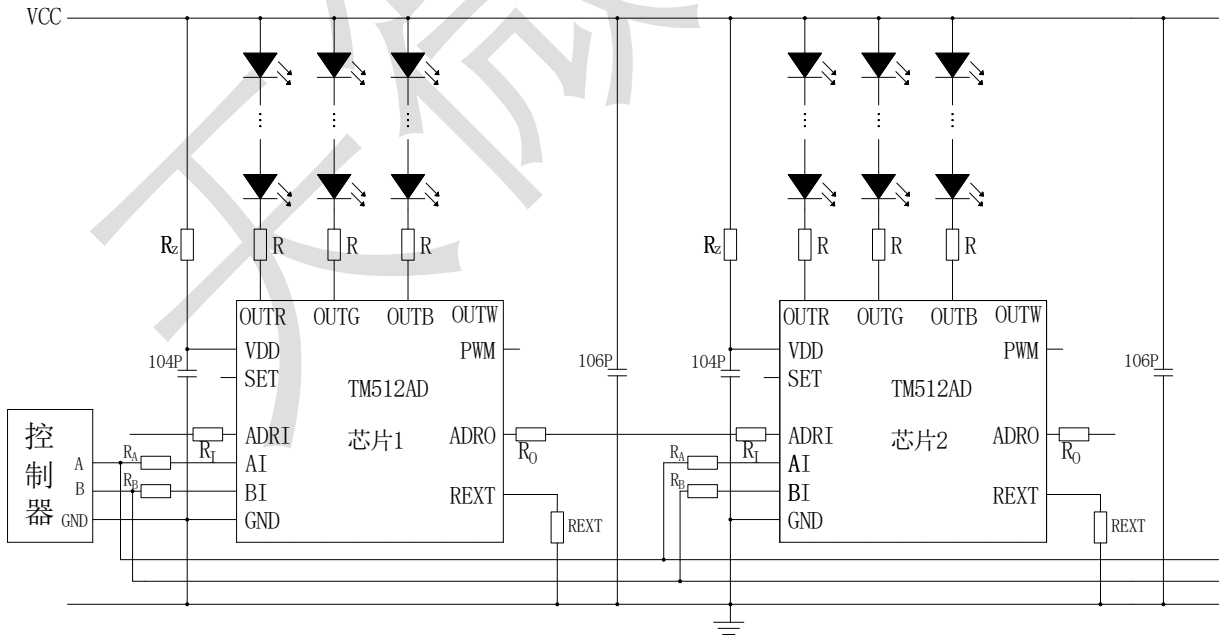 VCC
Rz R R R Rz R R R
OUTR OUTG OUTB OUTW OUTR OUTG OUTB OUTW
VDD PWM VDD PWM
104P 106P 104P 106P
SET SET
TM512AD TM512AD
芯片1 芯片2
ADRI ADRO ADRI ADRO
RI RO RI RO
控制器
A RA AI RA AI
B RB BI RB BI
REXT REXT
GND GND GND
REXT REXT
天微